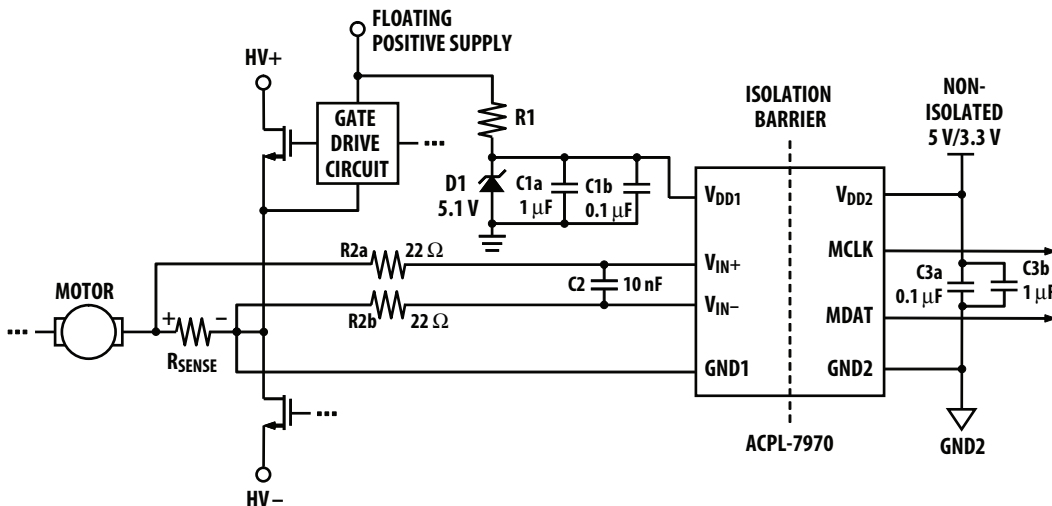 FLOATING
POSITIVE SUPPLY
HV+
GATE
DRIVE
CIRCUIT
R1
D1
5.1 V
C1a
1 μF
C1b
0.1 μF
ISOLATION
BARRIER
NON-
ISOLATED
5 V/3.3 V
VDD1
VIN+
VIN–
GND1
VDD2
MCLK
MDAT
GND2
C3a
0.1 μF
C3b
1 μF
R2a
22 Ω
R2b
22 Ω
C2
10 nF
MOTOR
+
–
RSENSE
ACPL-7970
GND2
HV–